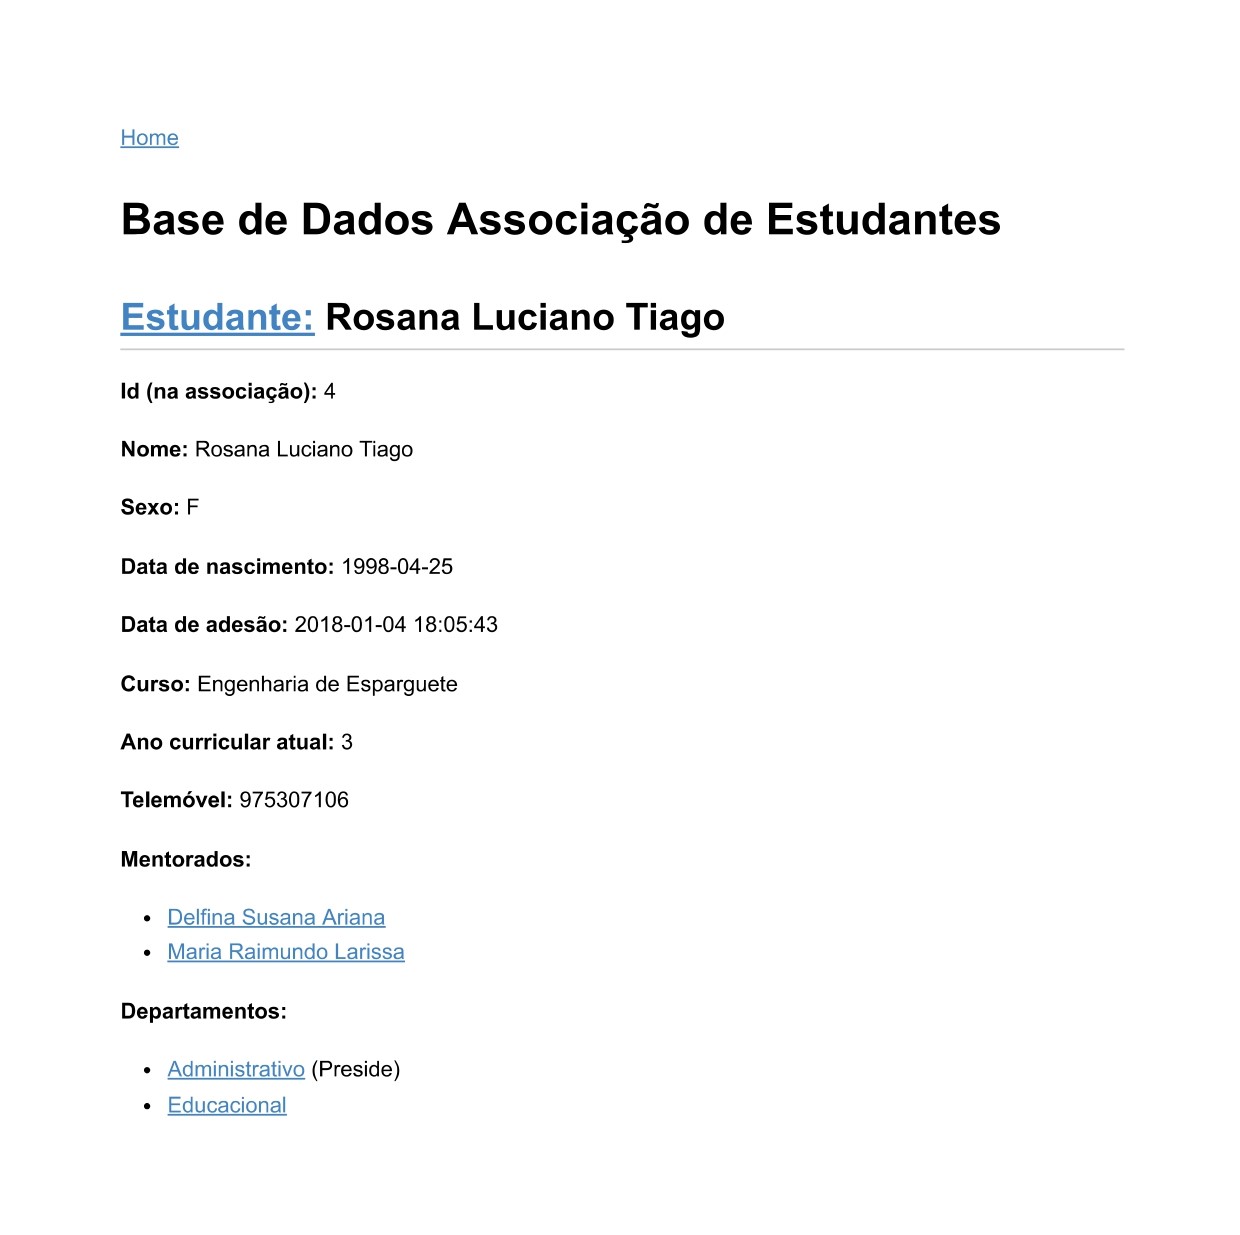 Home
Base de Dados Associação de Estudantes
Estudante: Rosana Luciano Tiago
Id (na associação): 4
Nome: Rosana Luciano Tiago
Sexo: F
Data de nascimento: 1998-04-25
Data de adesão: 2018-01-04 18:05:43
Curso: Engenharia de Esparguete
Ano curricular atual: 3
Telemóvel: 975307106
Mentorados:
• Delfina Susana Ariana
• Maria Raimundo Larissa
Departamentos:
• Administrativo (Preside)
• Educacional